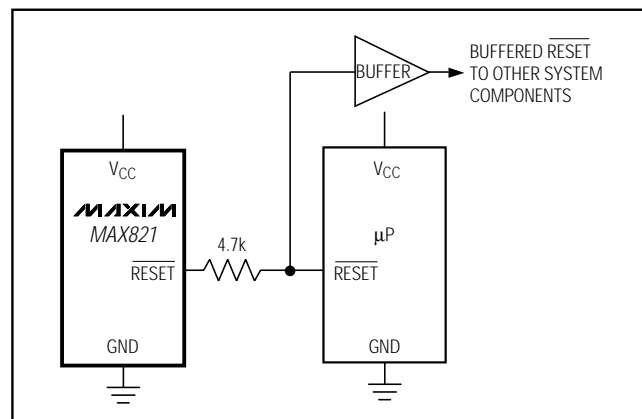 BUFFER
BUFFERED RESET
TO OTHER SYSTEM
COMPONENTS
VCC
MAXIM
MAX821
RESET
GND
4.7k
VCC
µP
RESET
GND